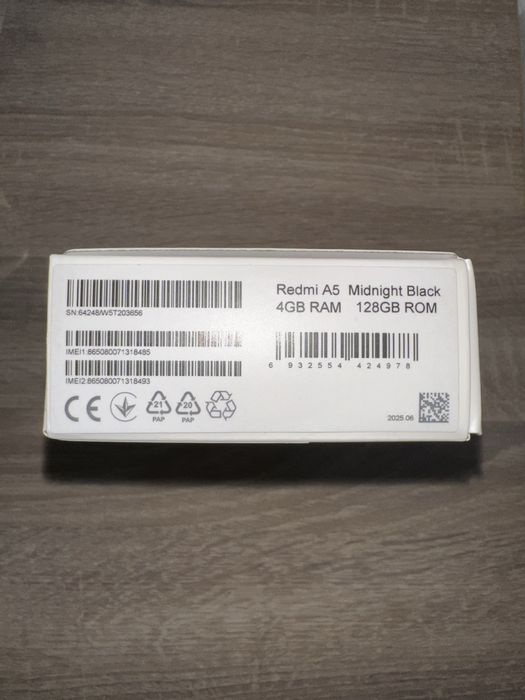 SN:64248/W5T203656
IMEI1:865080071318485
IMEI2:865080071318493
CE
21
PAP
20
PAP
Redmi A5 Midnight Black
4GB RAM 128GB ROM
6 932554 424978
2025.06